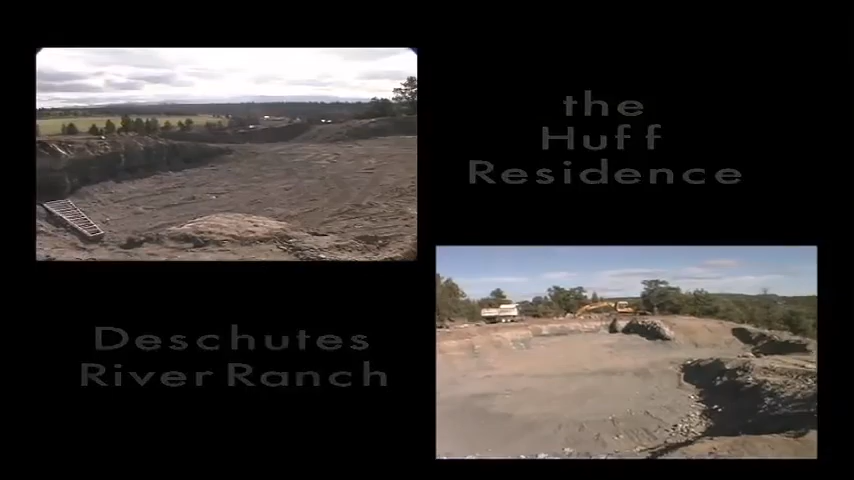 the
Huff
Residence
Deschutes
River Ranch